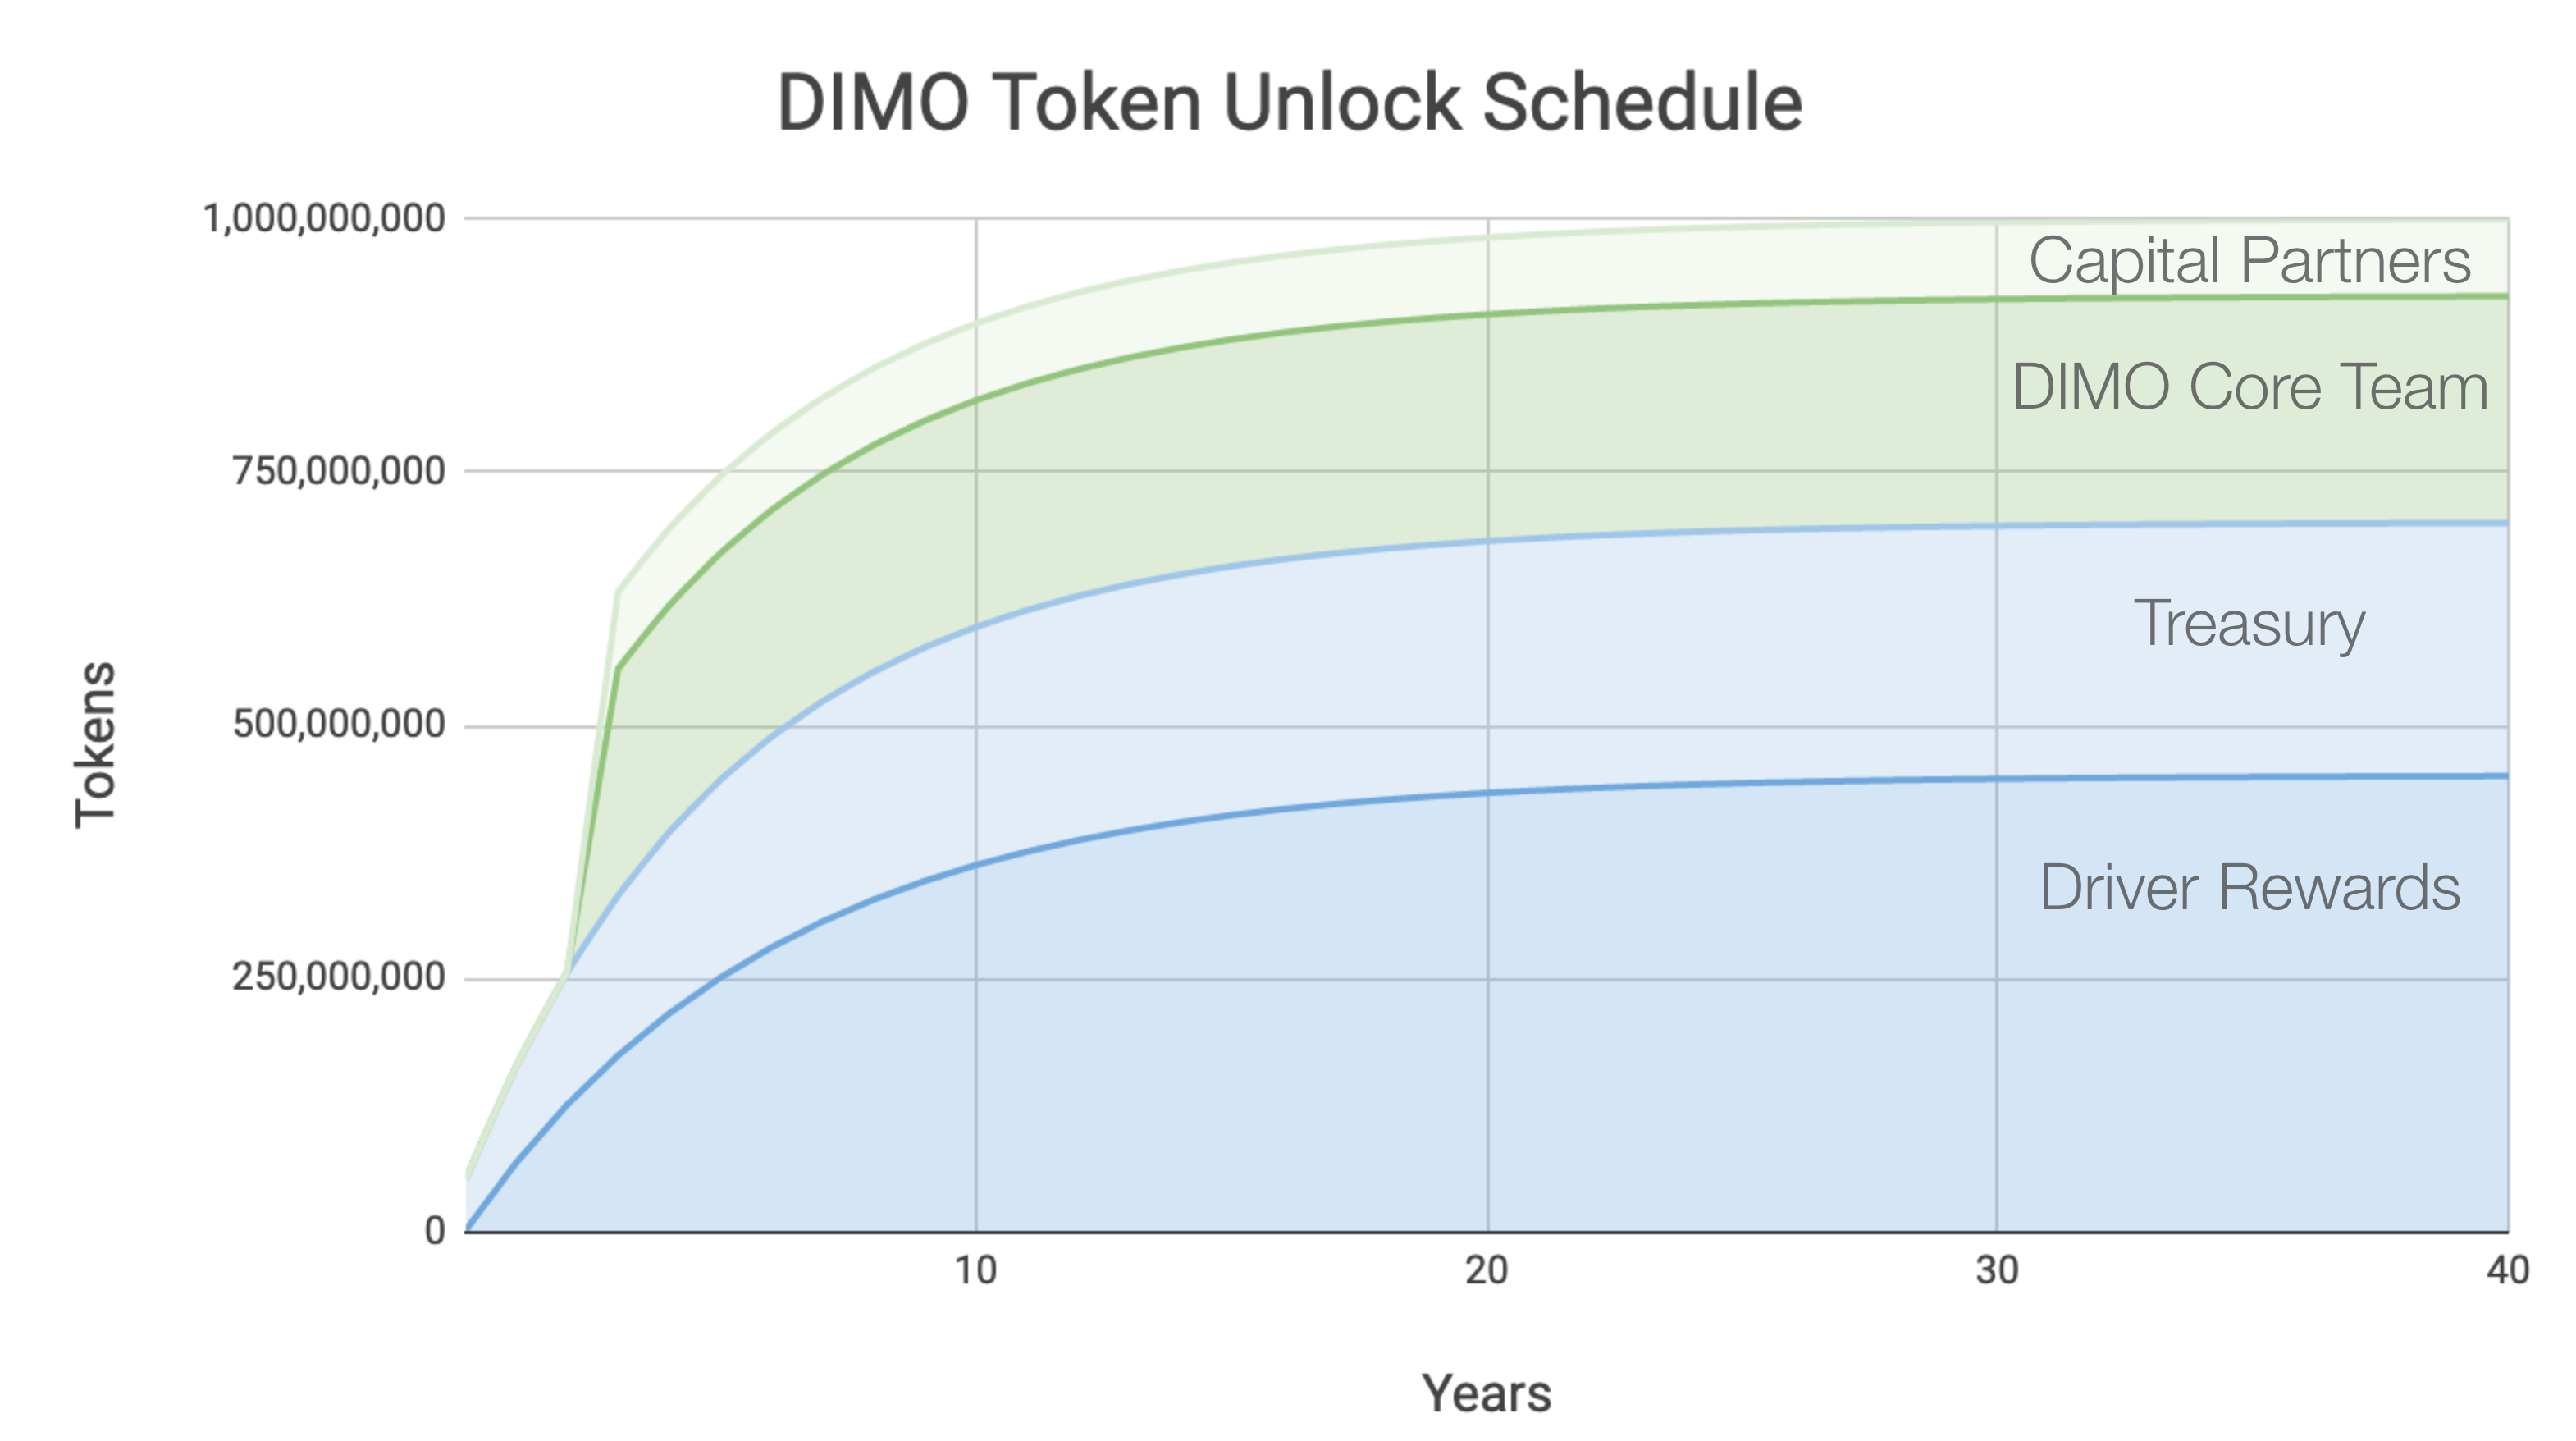 DIMO Token Unlock Schedule
1,000,000,000
Capital Partners
DIMO Core Team
750,000,000
Treasury
500,000,000
Tokens
Driver Rewards
250,000,000
0
10 20 30 40
Years